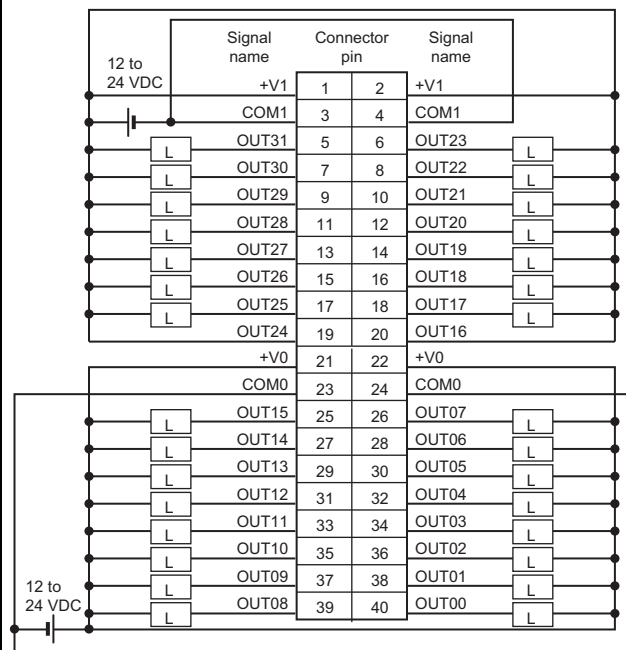 Signal name Connector pin Signal name
12 to 24 VDC
+V1 1 2 +V1
COM1 3 4 COM1
L OUT31 5 6 OUT23 L
L OUT30 7 8 OUT22 L
L OUT29 9 10 OUT21 L
L OUT28 11 12 OUT20 L
L OUT27 13 14 OUT19 L
L OUT26 15 16 OUT18 L
L OUT25 17 18 OUT17 L
OUT24 19 20 OUT16
+V0 21 22 +V0
COM0 23 24 COM0
L OUT15 25 26 OUT07 L
L OUT14 27 28 OUT06 L
L OUT13 29 30 OUT05 L
L OUT12 31 32 OUT04 L
L OUT11 33 34 OUT03 L
L OUT10 35 36 OUT02 L
L OUT09 37 38 OUT01 L
L OUT08 39 40 OUT00 L
12 to 24 VDC